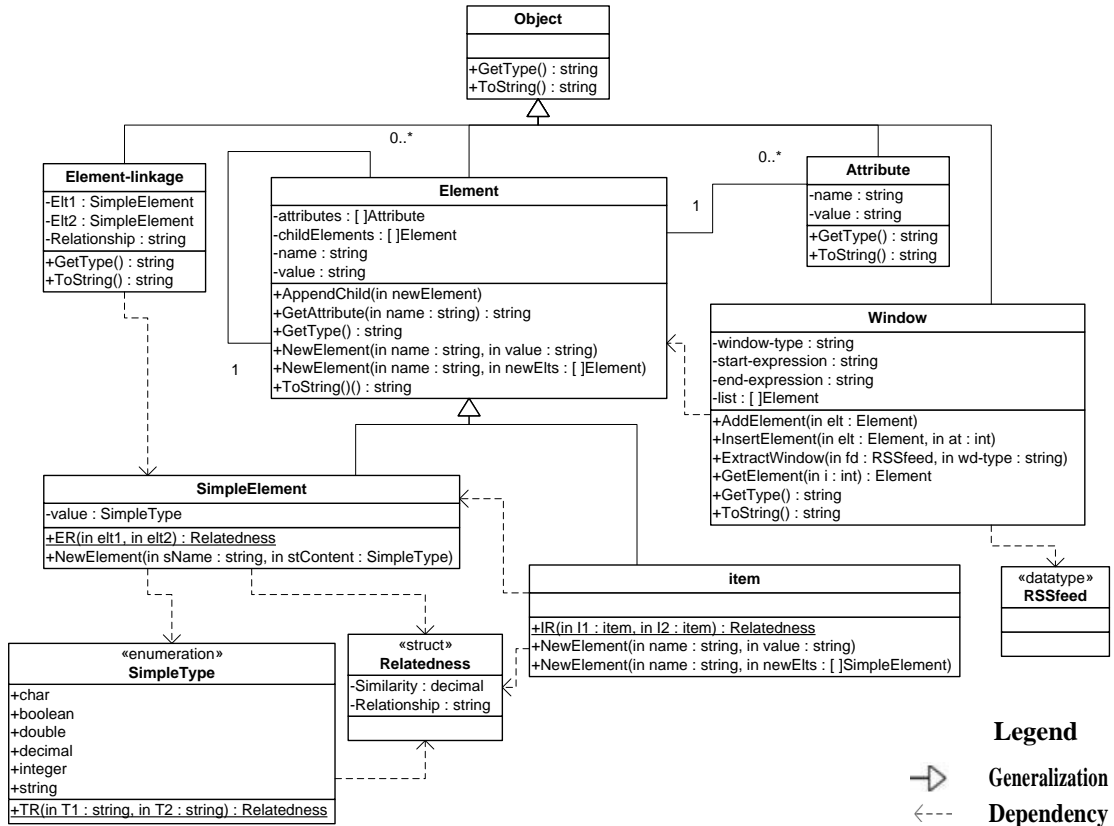 Object
+GetType() : string
+ToString() : string
0..*
0..*
Element-linkage
-Elt1 : SimpleElement
-Elt2 : SimpleElement
-Relationship : string
+GetType() : string
+ToString() : string
Element
-attributes : [ ]Attribute
-childElements : [ ]Element
-name : string
-value : string
+AppendChild(in newElement)
+GetAttribute(in name : string) : string
+GetType() : string
+NewElement(in name : string, in value : string)
+NewElement(in name : string, in newElts : [ ]Element)
+ToString()() : string
1
1
Attribute
-name : string
-value : string
+GetType() : string
+ToString() : string
Window
-window-type : string
-start-expression : string
-end-expression : string
-list : [ ]Element
+AddElement(in elt : Element)
+InsertElement(in elt : Element, in at : int)
+ExtractWindow(in fd : RSSfeed, in wd-type : string)
+GetElement(in i : int) : Element
+GetType() : string
+ToString() : string
SimpleElement
-value : SimpleType
+ER(in elt1, in elt2) : Relatedness
+NewElement(in sName : string, in stContent : SimpleType)
item
+IR(in I1 : item, in I2 : item) : Relatedness
+NewElement(in name : string, in value : string)
+NewElement(in name : string, in newElts : [ ]SimpleElement)
«datatype»
RSSfeed
«enumeration»
SimpleType
+char
+boolean
+double
+decimal
+integer
+string
+TR(in T1 : string, in T2 : string) : Relatedness
«struct»
Relatedness
-Similarity : decimal
-Relationship : string
Legend
Generalization
Dependency